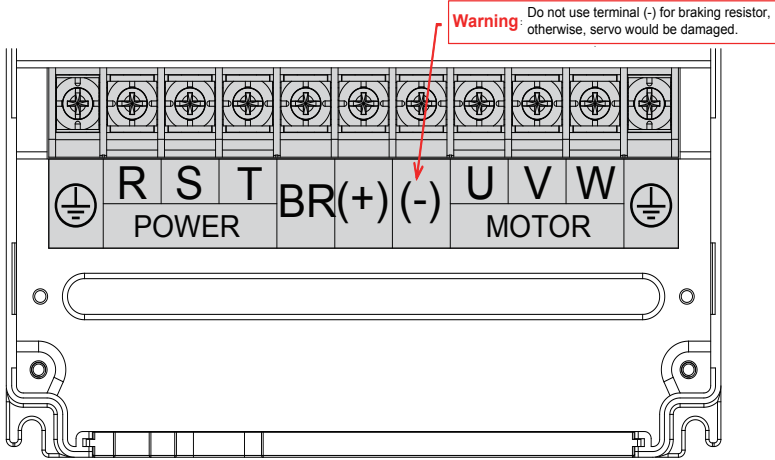 Warning: Do not use terminal (-) for braking resistor,
otherwise, servo would be damaged.
R S T BR (+) (-) U V W
POWER MOTOR